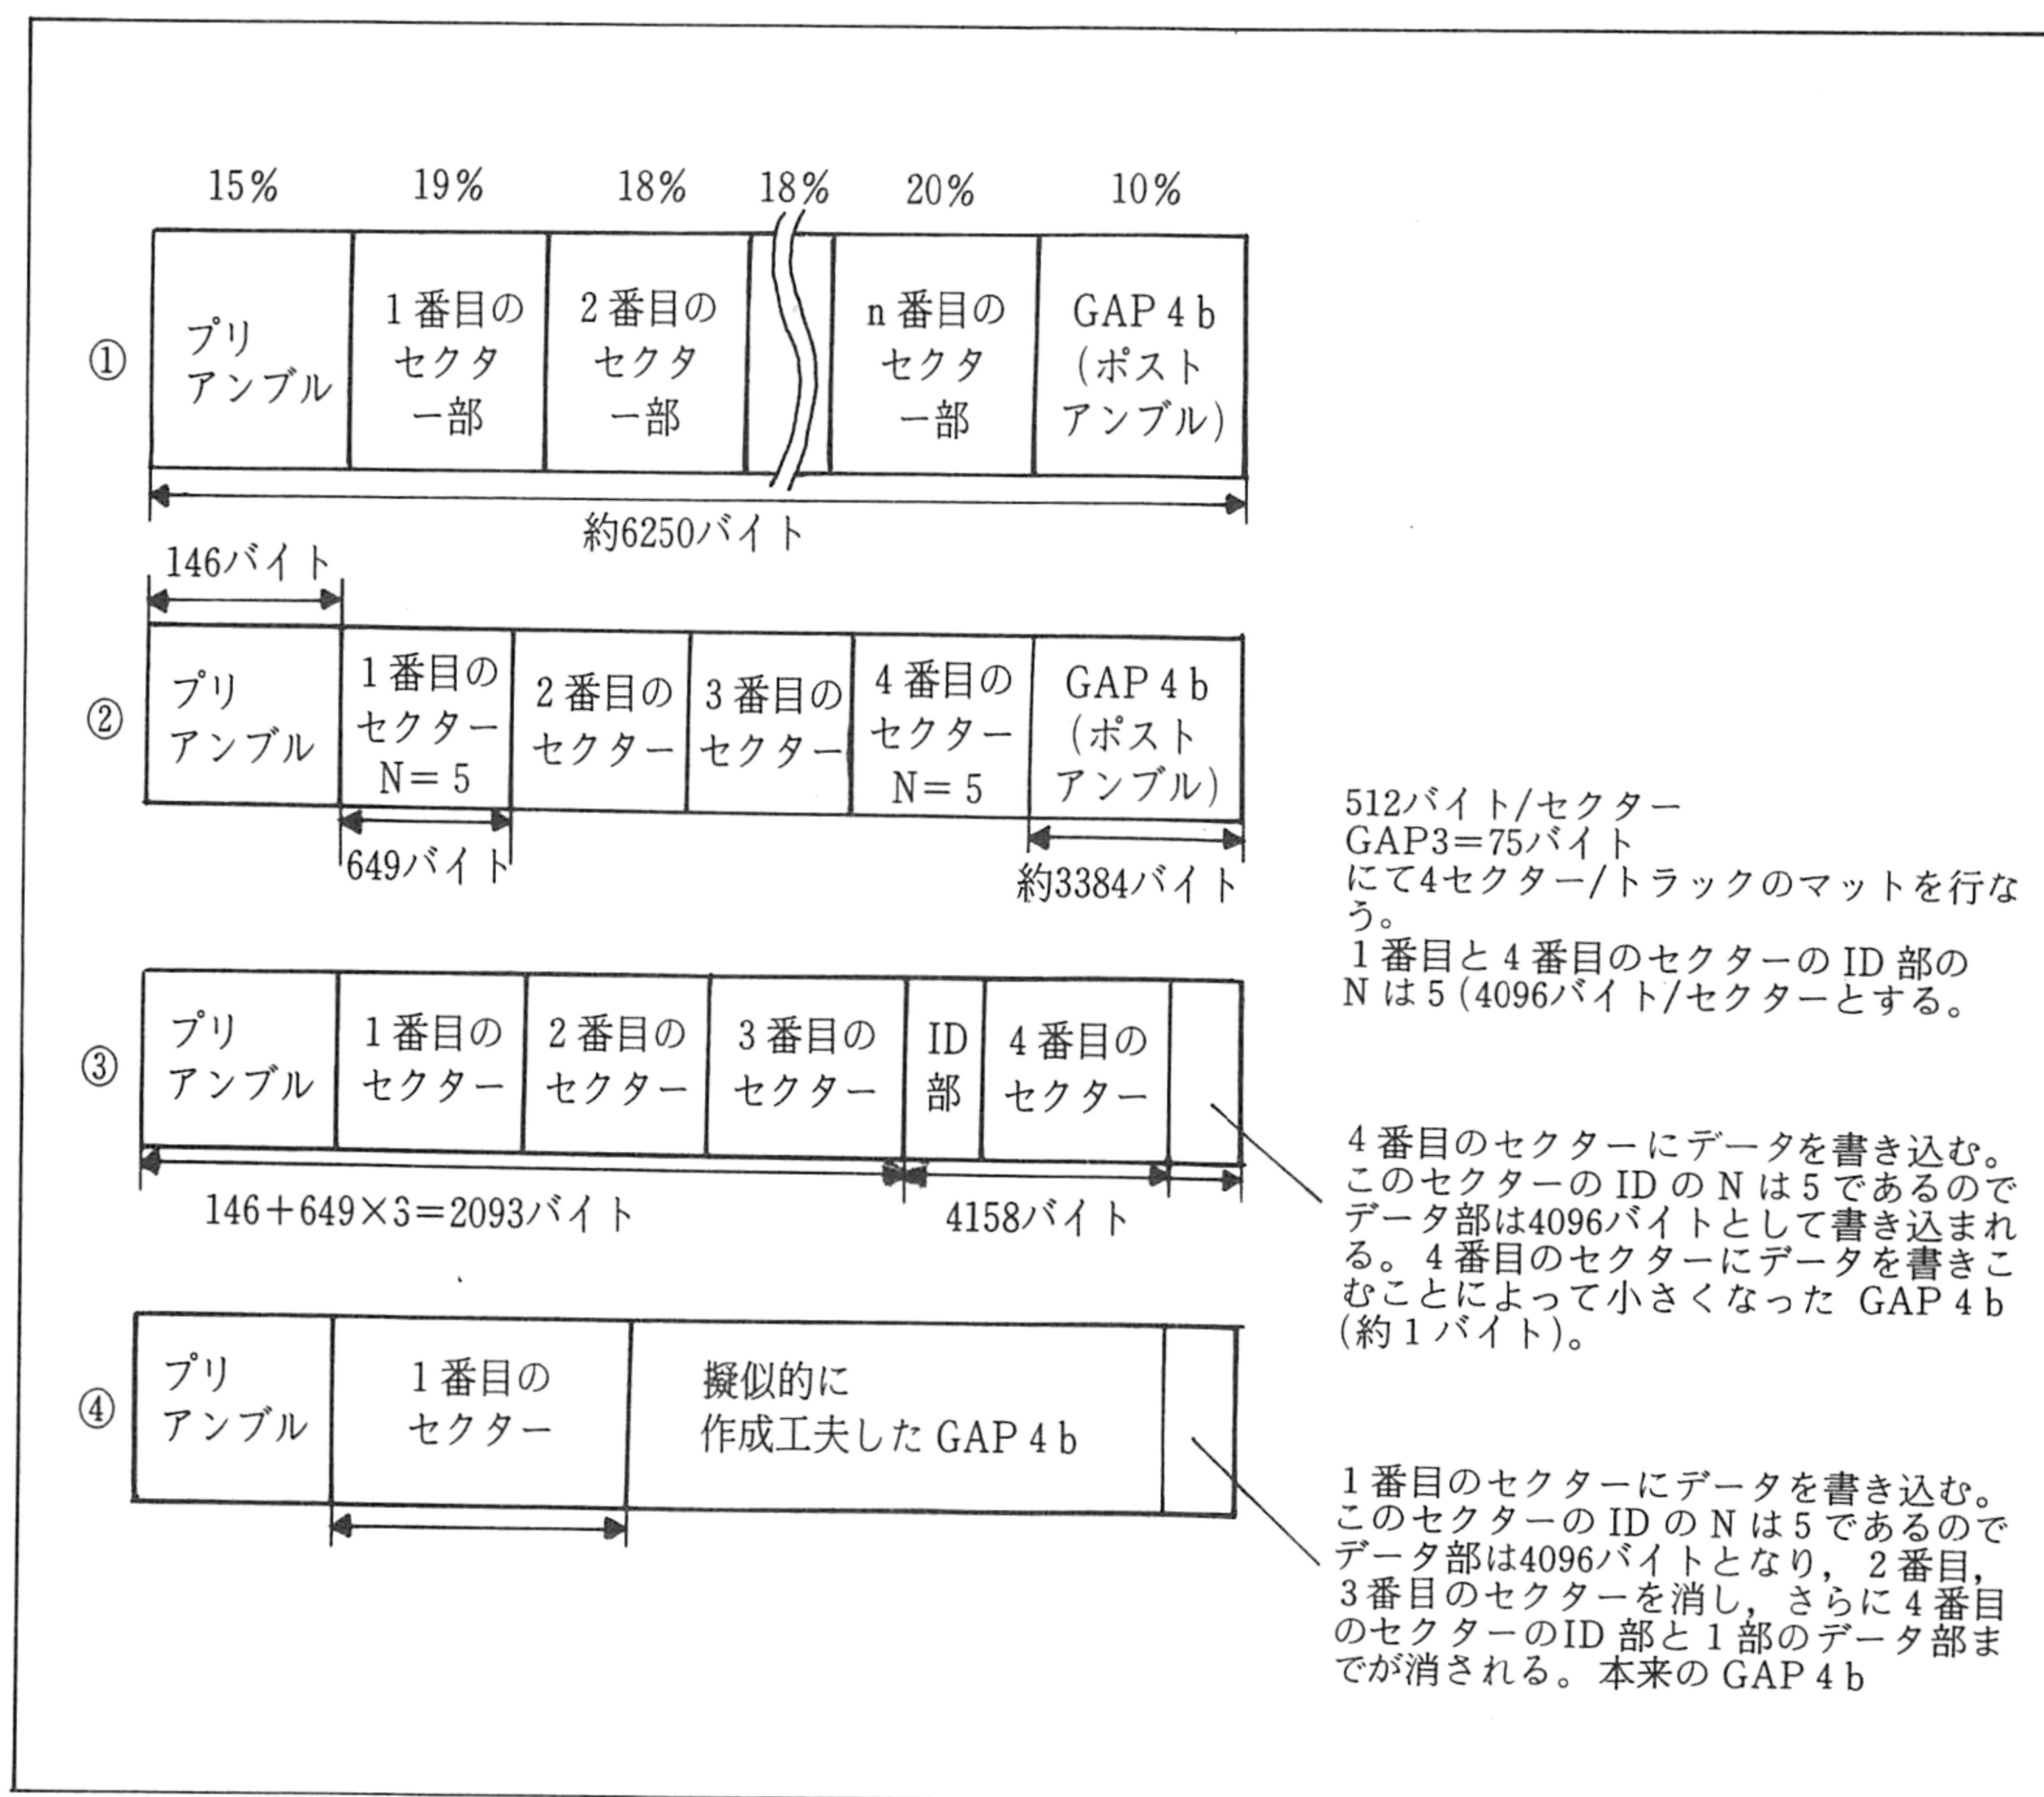 15% 19% 18% 18% 20% 10%
①
プリ
アンブル
1番目の
セクタ
ー部
2番目の
セクタ
ー部
n番目の
セクタ
ー部
GAP4b
(ポスト
アンブル)
約6250バイト
146バイト
②
プリ
アンブル
1番目の
セクター
N=5
2番目の
セクター
3番目の
セクター
4番目の
セクター
N=5
GAP4b
(ポスト
アンブル)
649バイト
約3384バイト
512バイト/セクター
GAP3=75バイト
にて4セクター/トラックのマットを行な
う。
1番目と4番目のセクターのID部の
Nは5(4096バイト/セクターとする。
③
プリ
アンブル
1番目の
セクター
2番目の
セクター
3番目の
セクター
ID
部
4番目の
セクター
146+649×3=2093バイト
4158バイト
4番目のセクターにデータを書き込む。
このセクターのIDのNは5であるので
データ部は4096バイトとして書き込まれ
る。4番目のセクターにデータを書きこ
むことによって小さくなった GAP4b
(約1バイト)。
④
プリ
アンブル
1番目の
セクター
擬似的に
作成工夫した GAP4b
1番目のセクターにデータを書き込む。
このセクターのIDのNは5であるので
データ部は4096バイトとなり,2番目,
3番目のセクターを消し,さらに4番目
のセクターのID部と1部のデータ部ま
でが消される。本来のGAP4b